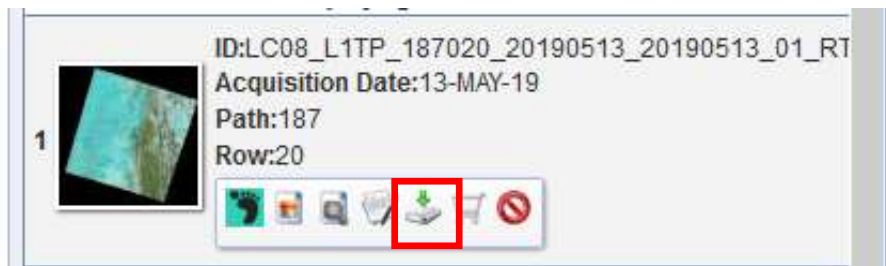 ID:LC08_L1TP_187020_20190513_20190513_01_RT
Acquisition Date:13-MAY-19
Path:187
1
Row:20